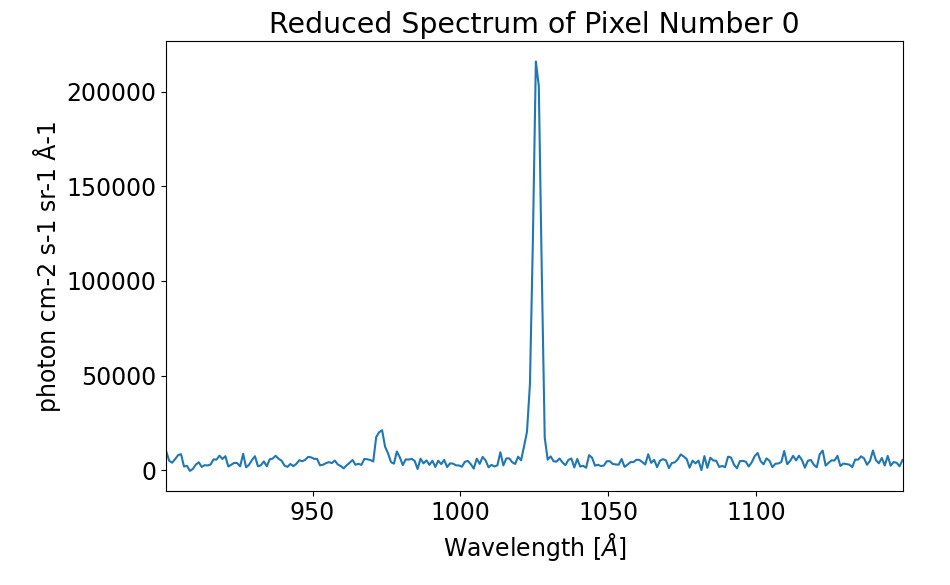 Reduced Spectrum of Pixel Number 0
photon cm-2 s-1 sr-1 Å-1
200000
150000
100000
50000
0
950 1000 1050 1100
Wavelength [Å]